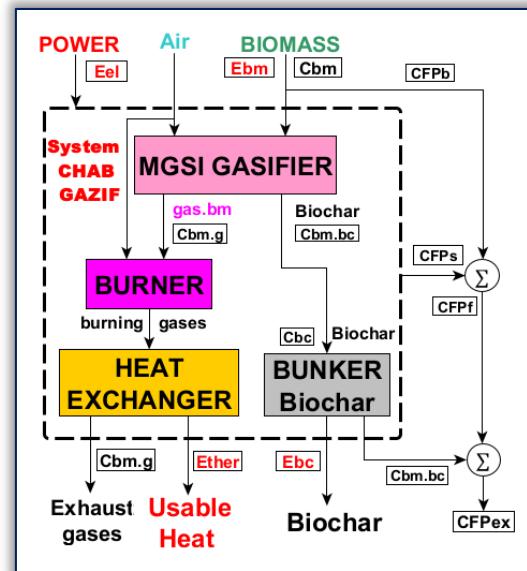 POWER
Air
BIOMASS
Eel
Ebm
Cbm
CFPb
System
CHAB
GAZIF
MGSI GASIFIER
gas.bm
Biochar
Cbm.g
Cbm.bc
CFPs
Σ
CFPf
BURNER
burning gases
Cbc
Biochar
HEAT
EXCHANGER
BUNKER
Biochar
Cbm.g
Ether
Ebc
Cbm.bc
Σ
Exhaust
gases
Usable
Heat
Biochar
CFPex